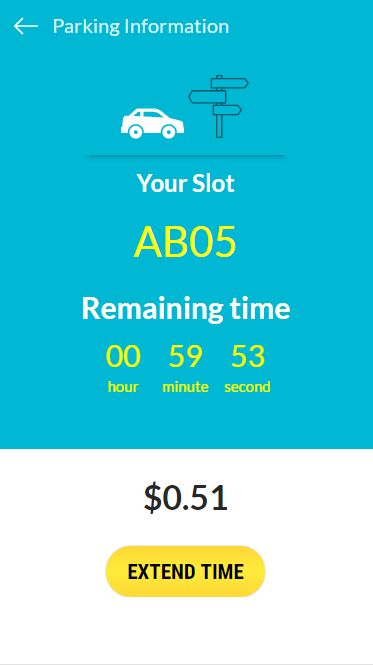 Parking Information
Your Slot
AB05
Remaining time
00 59 53
hour minute second
$0.51
EXTEND TIME